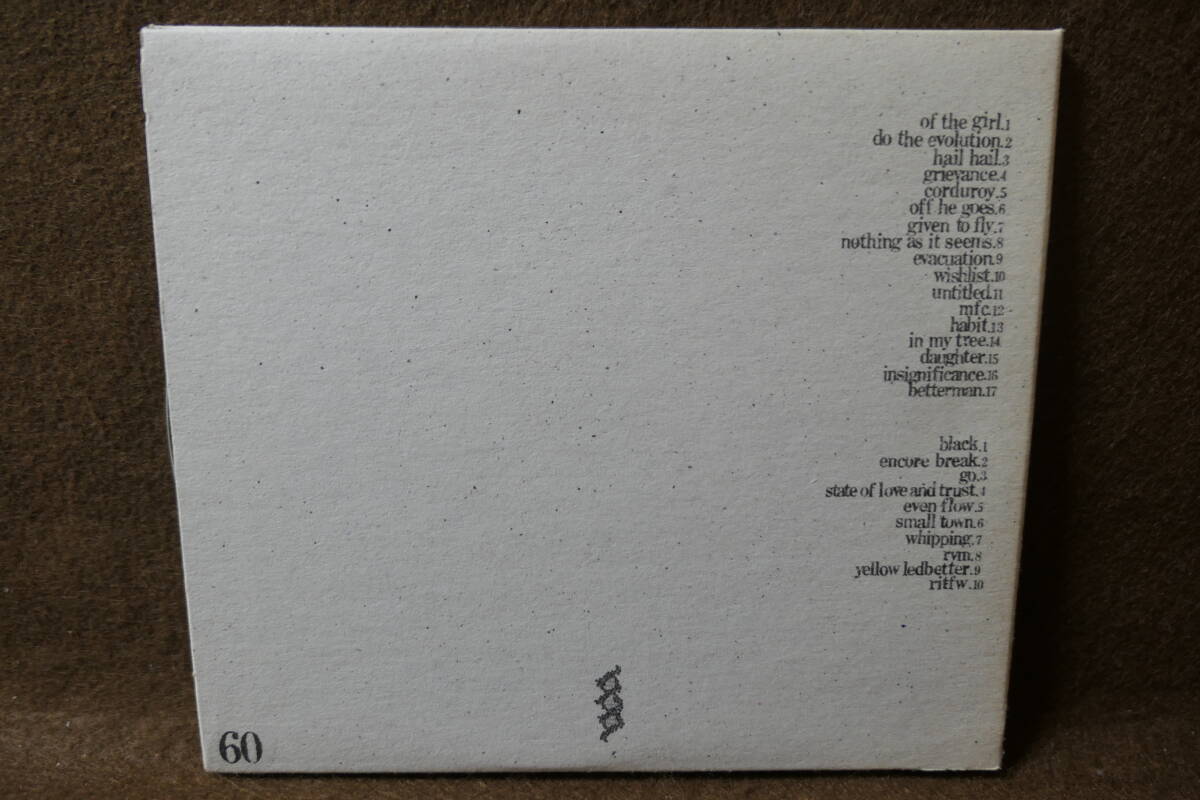 of the girl.1
do the evolution.2
hail hail.3
grievance.4
corduroy.5
off he goes.6
given to fly.7
nothing as it seems.8
evacuation.9
wishlist.10
untitled.11
mfc.12
habit.13
in my tree.14
daughter.15
insignificance.16
betterman.17
black.1
encore break.2
go.3
state of love and trust.4
even flow.5
small town.6
whipping.7
rvm.8
yellow ledbetter.9
ritfw.10
60